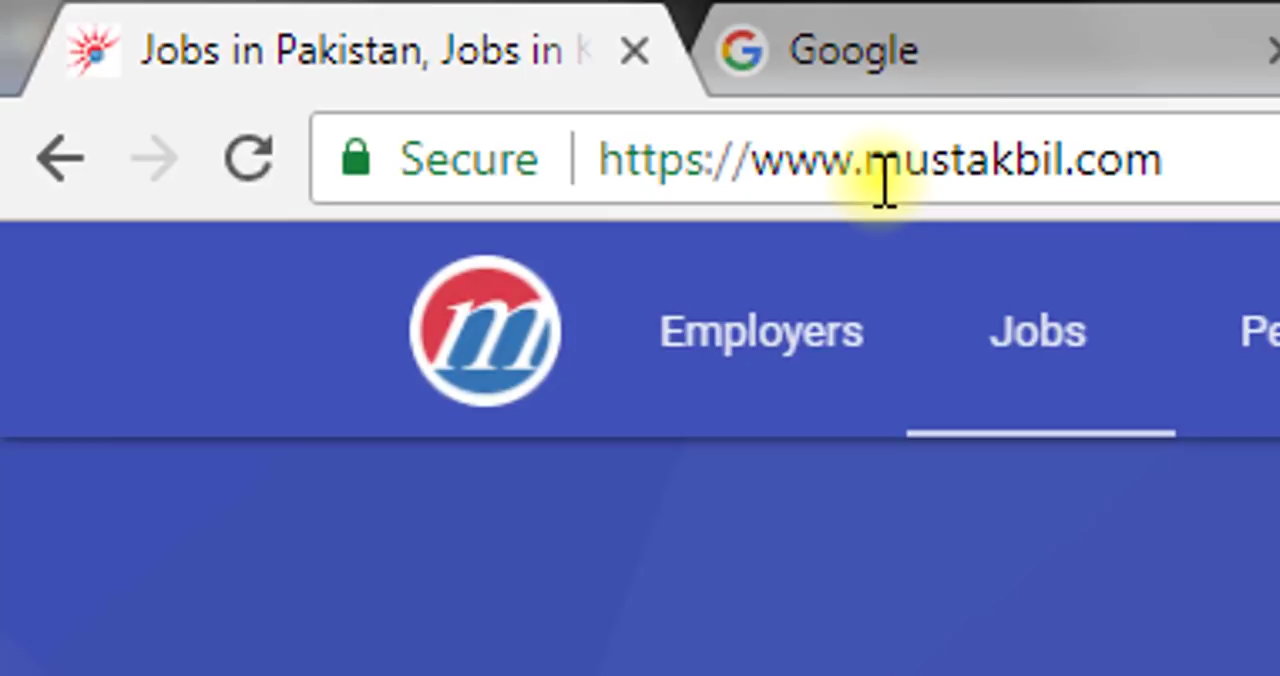 Jobs in Pakistan, Jobs in
Google
Secure
https://www.mustakbil.com
m
Employers
Jobs